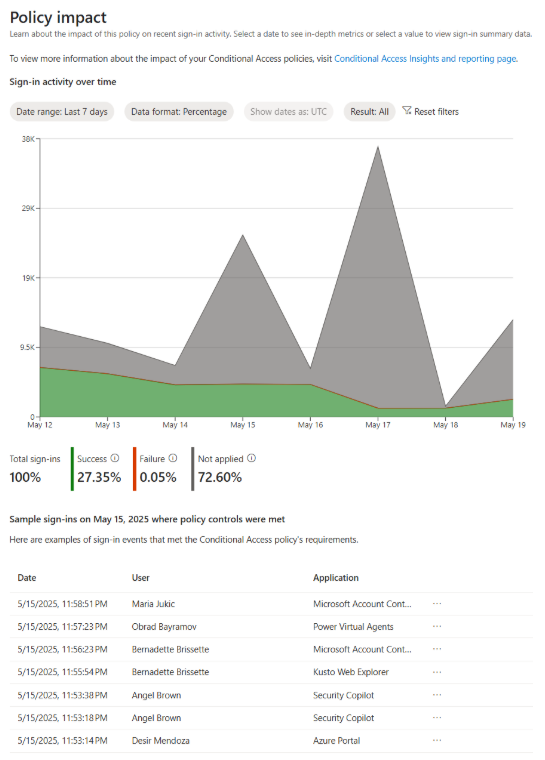 Policy impact
Learn about the impact of this policy on recent sign-in activity. Select a date to see in-depth metrics or select a value to view sign-in summary data.
To view more information about the impact of your Conditional Access policies, visit Conditional Access Insights and reporting page.
Sign-in activity over time
Date range: Last 7 days Data format: Percentage Show dates as: UTC Result: All Reset filters
38K
29K
19K
9.5K
0
May 12 May 13 May 14 May 15 May 16 May 17 May 18 May 19
Total sign-ins Success Failure Not applied
100% 27.35% 0.05% 72.60%
Sample sign-ins on May 15, 2025 where policy controls were met
Here are examples of sign-in events that met the Conditional Access policy's requirements.
Date User Application
5/15/2025, 11:58:51 PM Maria Jukic Microsoft Account Cont... ...
5/15/2025, 11:57:23 PM Obrad Bayramov Power Virtual Agents ...
5/15/2025, 11:56:23 PM Bernadette Brissette Microsoft Account Cont... ...
5/15/2025, 11:55:54 PM Bernadette Brissette Kusto Web Explorer ...
5/15/2025, 11:53:38 PM Angel Brown Security Copilot ...
5/15/2025, 11:53:18 PM Angel Brown Security Copilot ...
5/15/2025, 11:53:14 PM Desir Mendoza Azure Portal ...